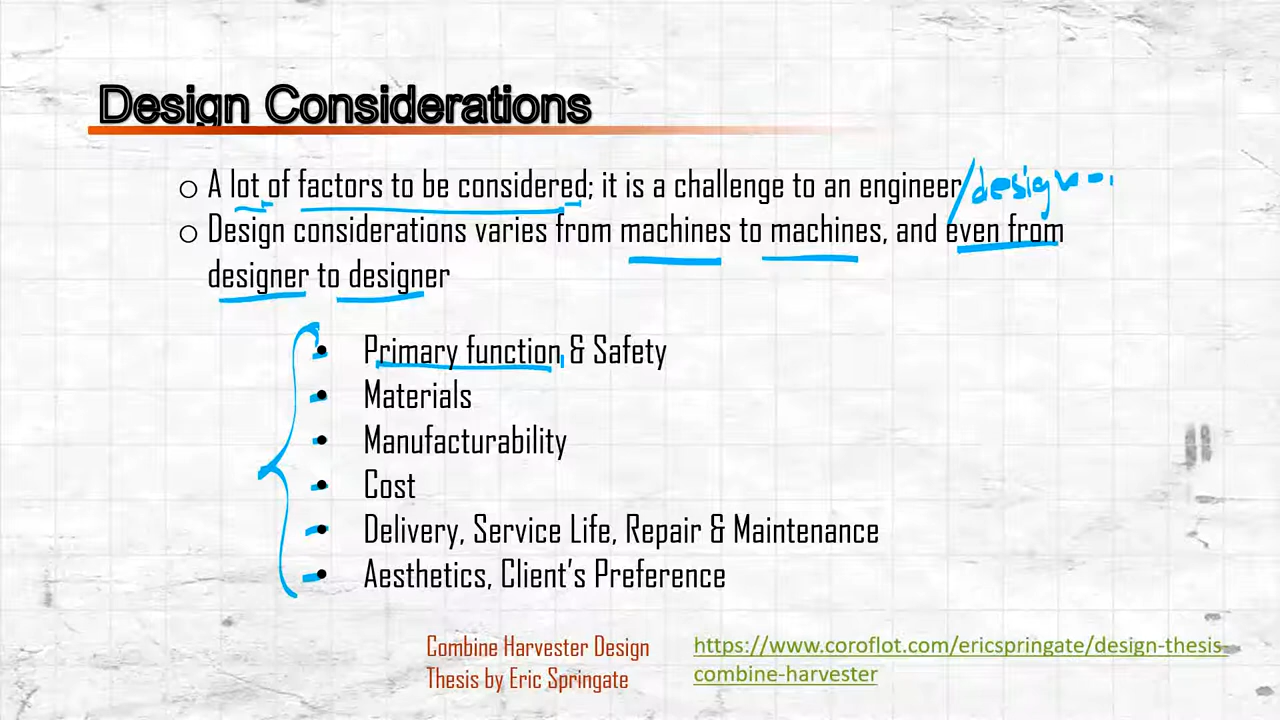 Design Considerations
○ A lot of factors to be considered; it is a challenge to an engineer/design
○ Design considerations varies from machines to machines, and even from
designer to designer
• Primary function & Safety
• Materials
• Manufacturability
• Cost
• Delivery, Service Life, Repair & Maintenance
• Aesthetics, Client's Preference
Combine Harvester Design
Thesis by Eric Springate
https://www.coroflot.com/ericspringate/design-thesis-
combine-harvester